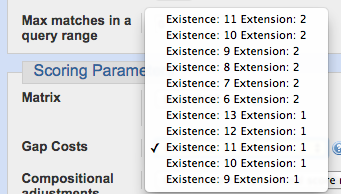 Max matches in a
query range
Scoring Parame
Matrix
Gap Costs
Compositional
adjustments
Existence: 11 Extension: 2
Existence: 10 Extension: 2
Existence: 9 Extension: 2
Existence: 8 Extension: 2
Existence: 7 Extension: 2
Existence: 6 Extension: 2
Existence: 13 Extension: 1
Existence: 12 Extension: 1
✓ Existence: 11 Extension: 1
Existence: 10 Extension: 1
Existence: 9 Extension: 1